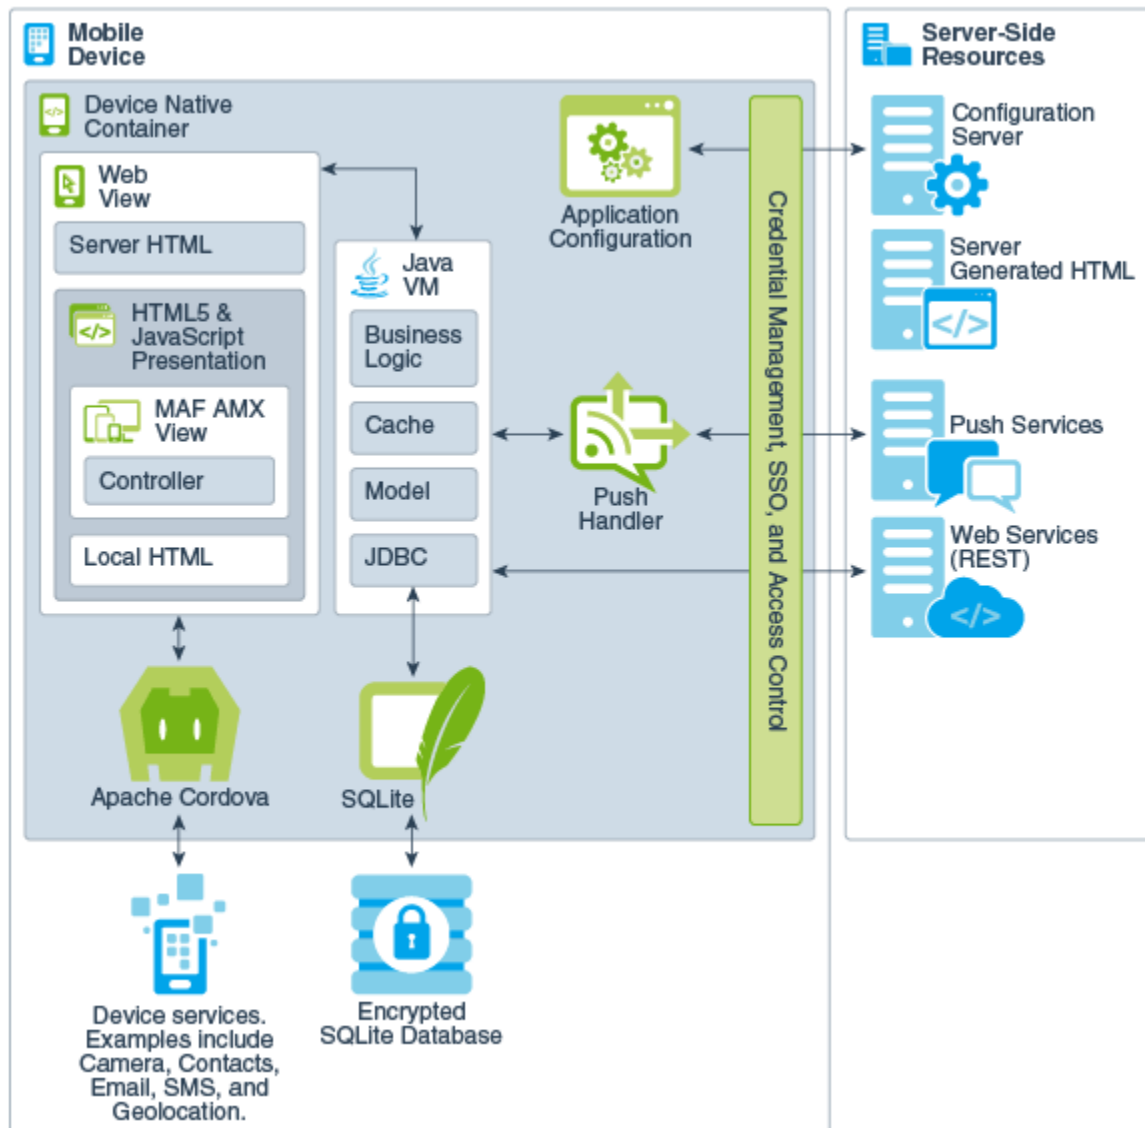 Mobile
Device
Device Native
Container
Web
View
Server HTML
HTML5 &
JavaScript
Presentation
MAF AMX
View
Controller
Local HTML
Java
VM
Business
Logic
Cache
Model
JDBC
Application
Configuration
Push
Handler
Credential Management, SSO, and Access Control
Apache Cordova
SQLite
Device services.
Examples include
Camera, Contacts,
Email, SMS, and
Geolocation.
Encrypted
SQLite Database
Server-Side
Resources
Configuration
Server
Server
Generated HTML
Push Services
Web Services
(REST)